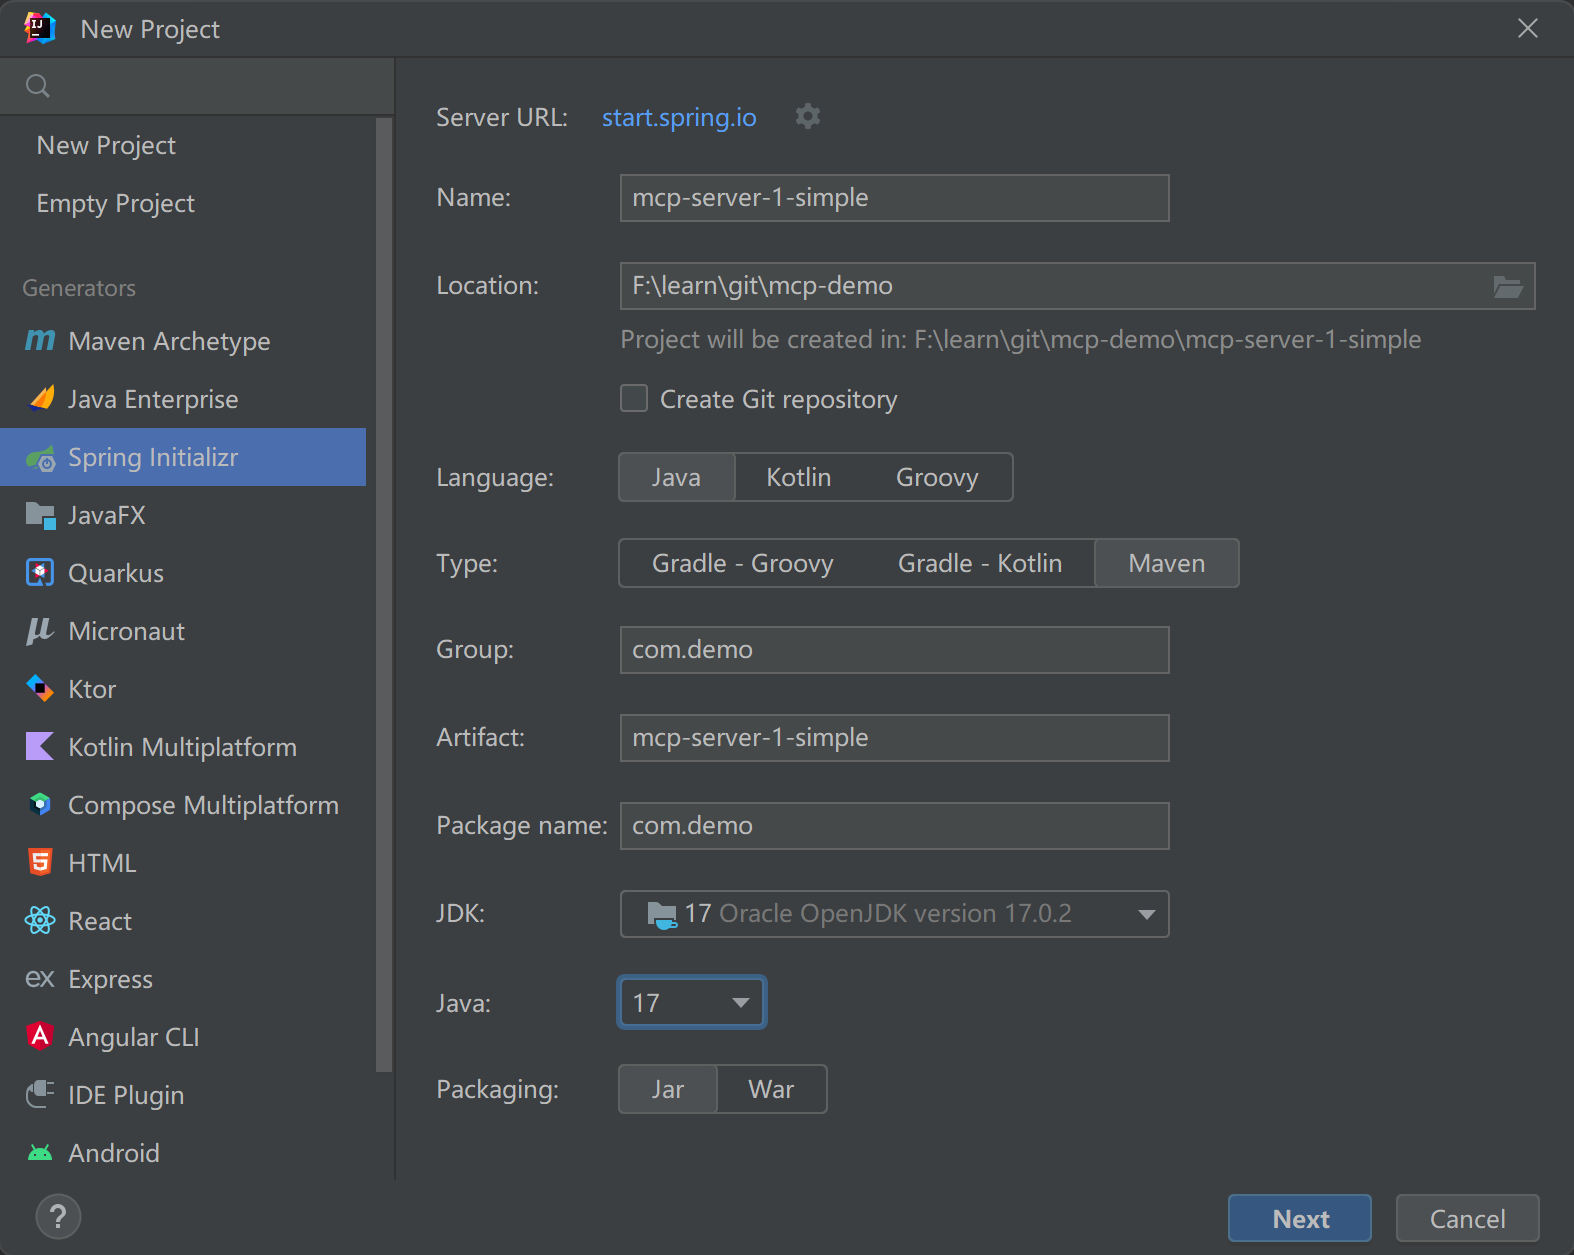 New Project
New Project
Empty Project
Generators
Maven Archetype
Java Enterprise
Spring Initializr
JavaFX
Quarkus
Micronaut
Ktor
Kotlin Multiplatform
Compose Multiplatform
HTML
React
ex Express
Angular CLI
IDE Plugin
Android
Server URL: start.spring.io
Name: mcp-server-1-simple
Location: F:\learn\git\mcp-demo
Project will be created in: F:\learn\git\mcp-demo\mcp-server-1-simple
Create Git repository
Language: Java Kotlin Groovy
Type: Gradle - Groovy Gradle - Kotlin Maven
Group: com.demo
Artifact: mcp-server-1-simple
Package name: com.demo
JDK: 17 Oracle OpenJDK version 17.0.2
Java: 17
Packaging: Jar War
? Next Cancel